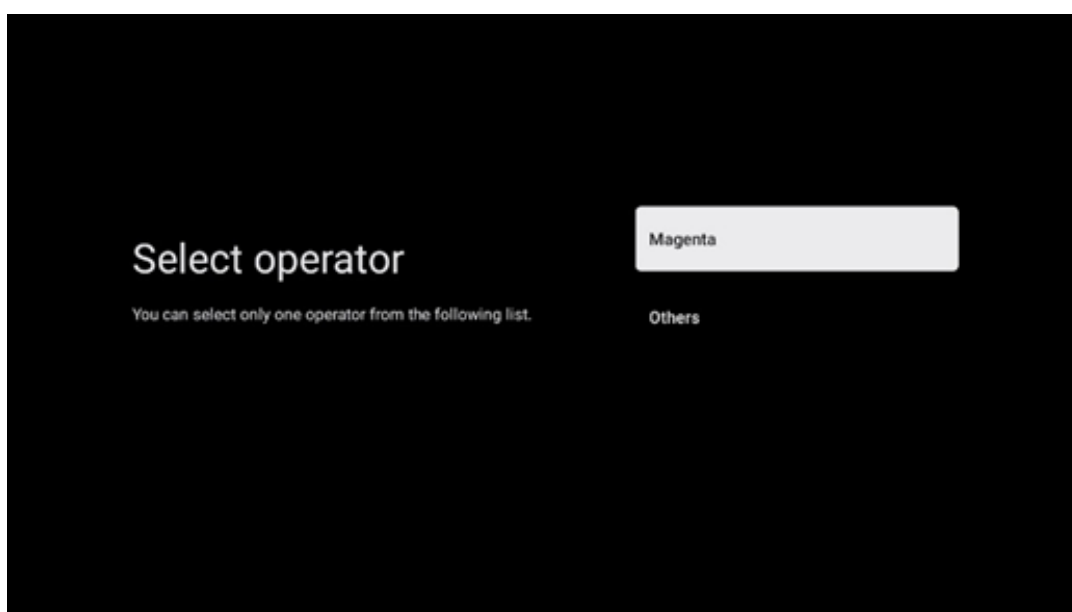 Select operator
You can select only one operator from the following list.
Magenta
Others